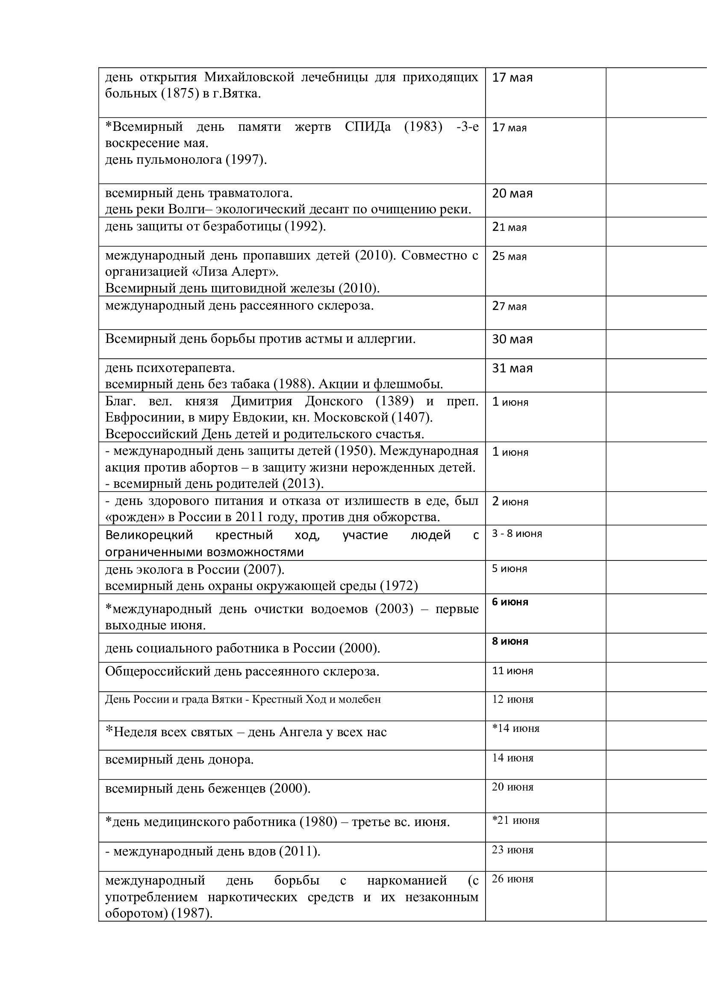 день открытия Михайловской лечебницы для приходящих 17 мая
больных (1875) в г.Вятка.
*Всемирный день памяти жертв СПИДа (1983) -3-е 17 мая
воскресение мая.
день пульмонолога (1997).
всемирный день травматолога. 20 мая
день реки Волги– экологический десант по очищению реки.
день защиты от безработицы (1992). 21 мая
международный день пропавших детей (2010). Совместно с 25 мая
организацией «Лиза Алерт».
Всемирный день щитовидной железы (2010).
международный день рассеянного склероза. 27 мая
Всемирный день борьбы против астмы и аллергии. 30 мая
день психотерапевта. 31 мая
всемирный день без табака (1988). Акции и флешмобы.
Благ. вел. князя Димитрия Донского (1389) и преп. 1 июня
Евфросинии, в миру Евдокии, кн. Московской (1407).
Всероссийский День детей и родительского счастья.
- международный день защиты детей (1950). Международная 1 июня
акция против абортов – в защиту жизни нерожденных детей.
- всемирный день родителей (2013).
- день здорового питания и отказа от излишеств в еде, был 2 июня
«рожден» в России в 2011 году, против дня обжорства.
Великорецкий крестный ход, участие людей с 3 - 8 июня
ограниченными возможностями
день эколога в России (2007). 5 июня
всемирный день охраны окружающей среды (1972)
*международный день очистки водоемов (2003) – первые 6 июня
выходные июня.
день социального работника в России (2000). 8 июня
Общероссийский день рассеянного склероза. 11 июня
День России и града Вятки - Крестный Ход и молебен 12 июня
*Неделя всех святых – день Ангела у всех нас *14 июня
всемирный день донора. 14 июня
всемирный день беженцев (2000). 20 июня
*день медицинского работника (1980) – третье вс. июня. *21 июня
- международный день вдов (2011). 23 июня
международный день борьбы с наркоманией (с 26 июня
употреблением наркотических средств и их незаконным
оборотом) (1987).